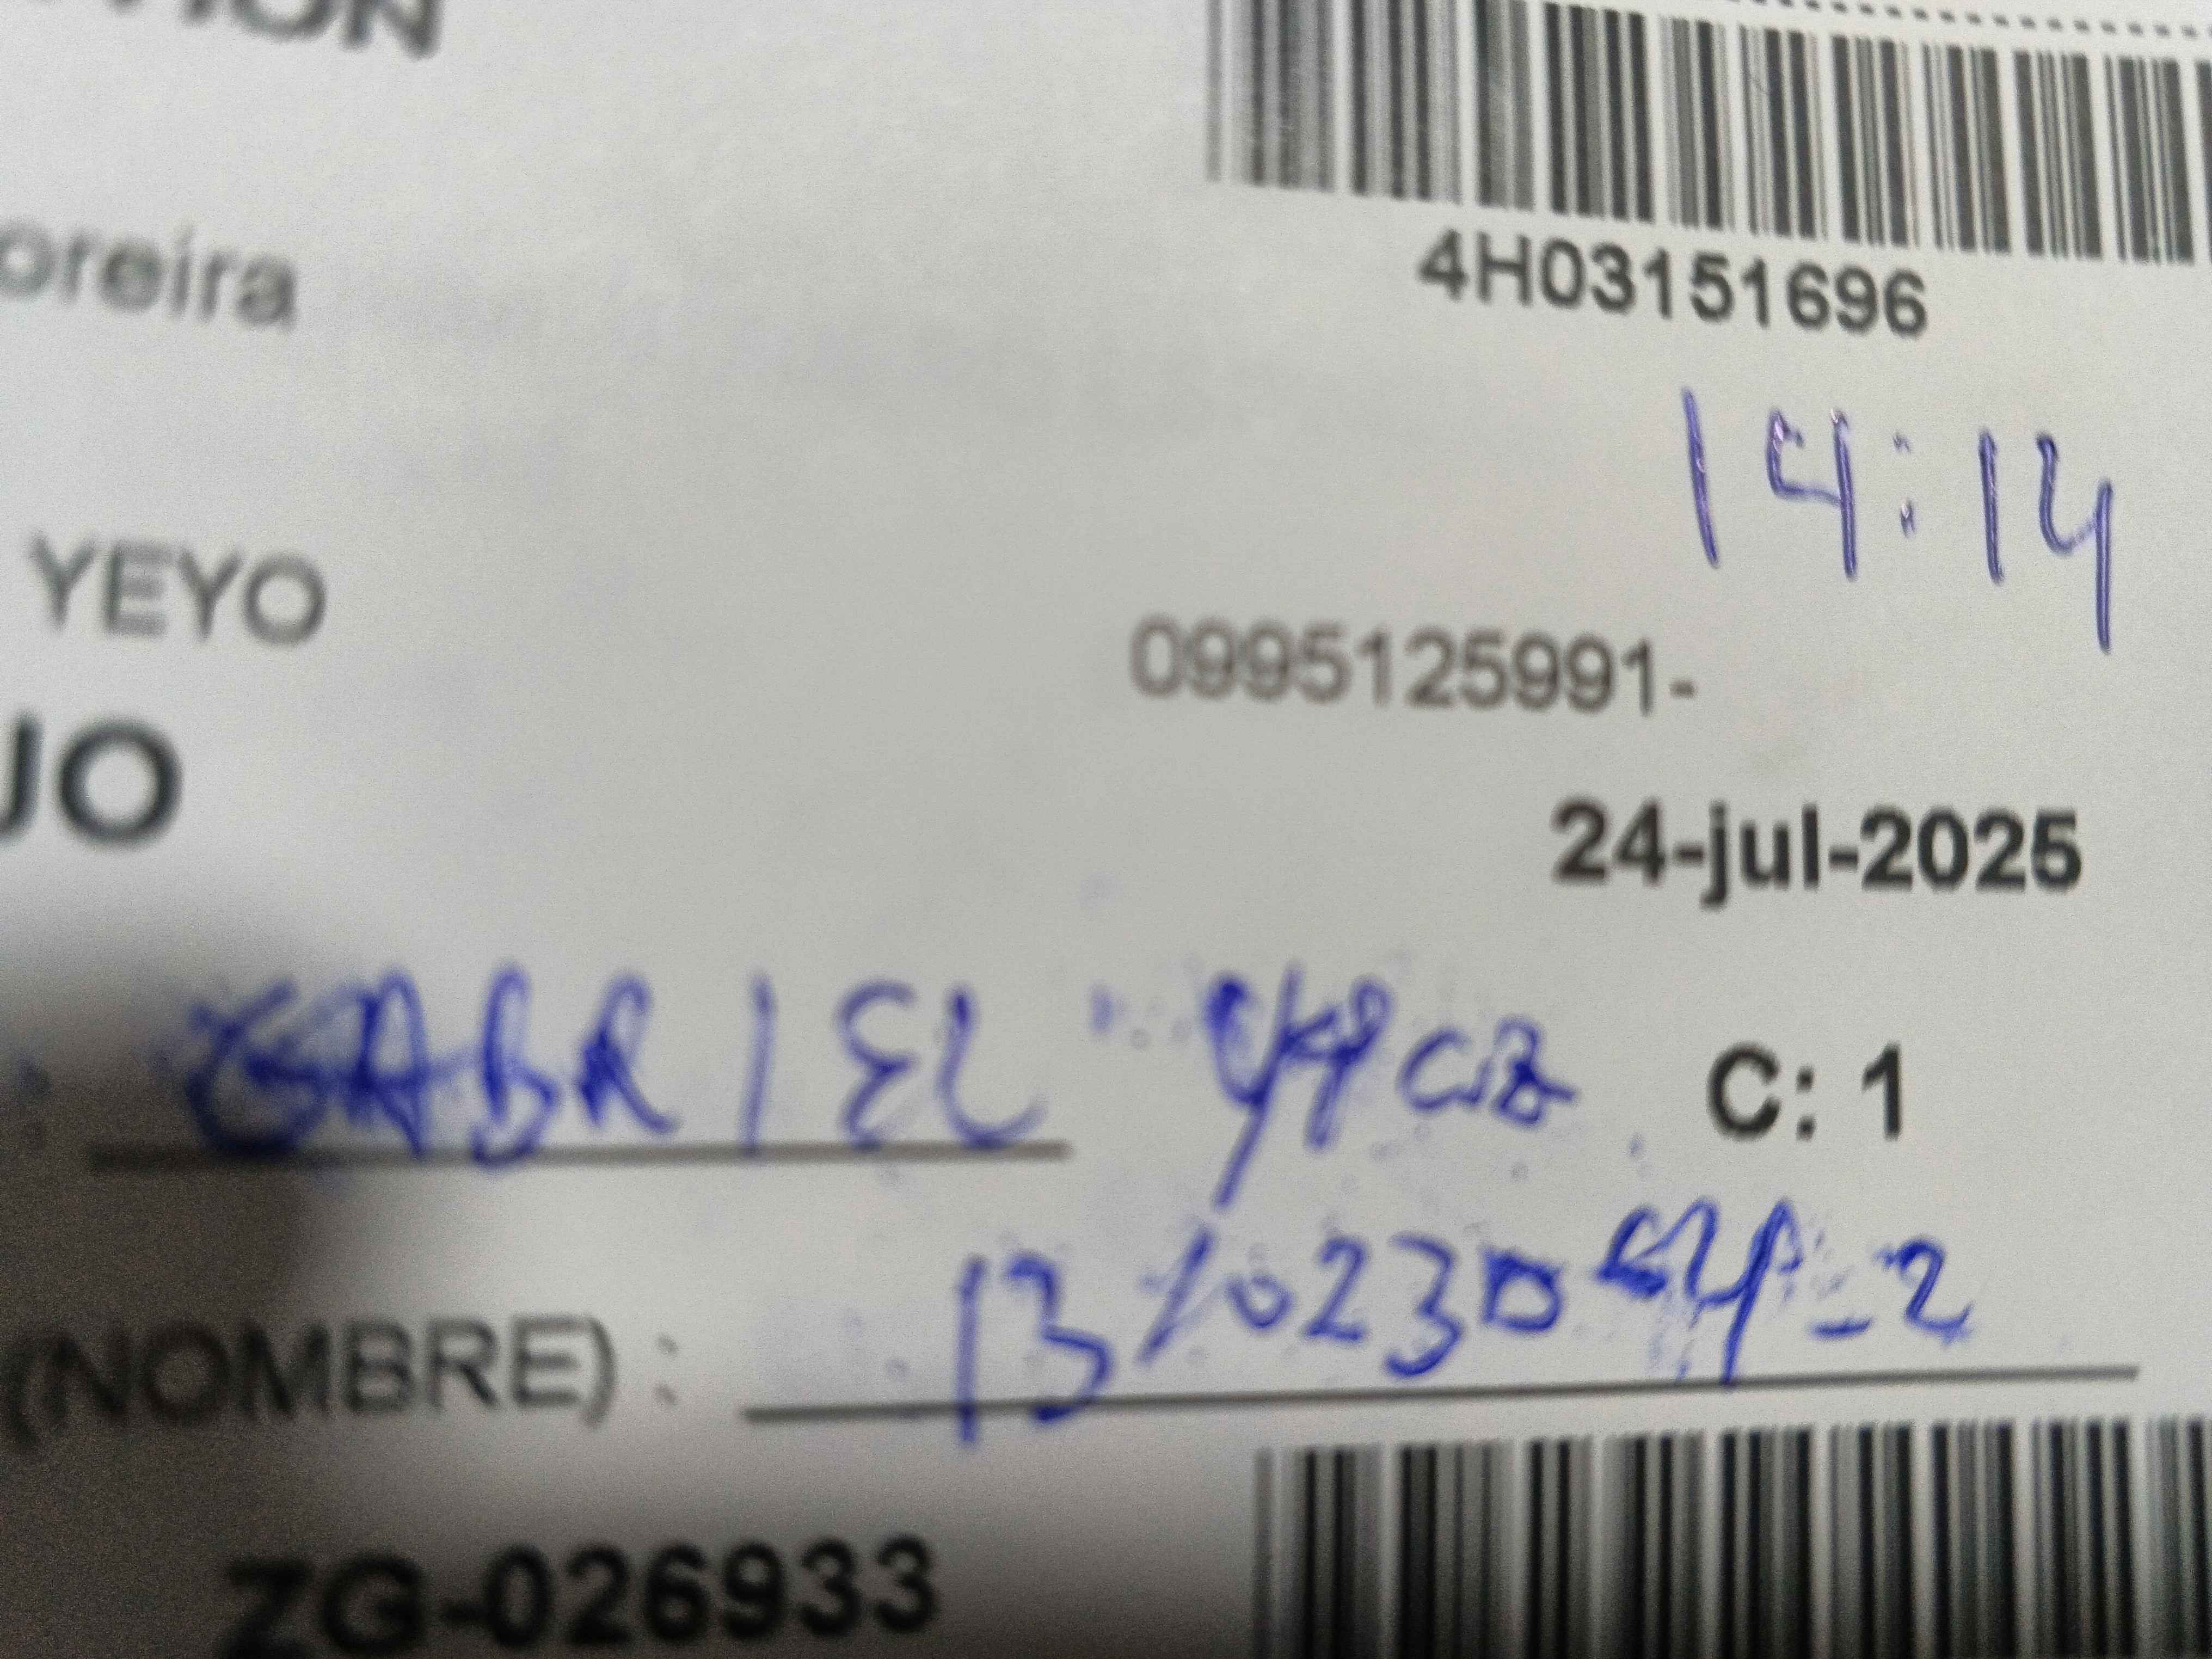 4H03151696
oreira
14:14
YEYO
0995125991-
JO
24-jul-2025
GABRIEL
C: 1
(NOMBRE) :
ZG-026933